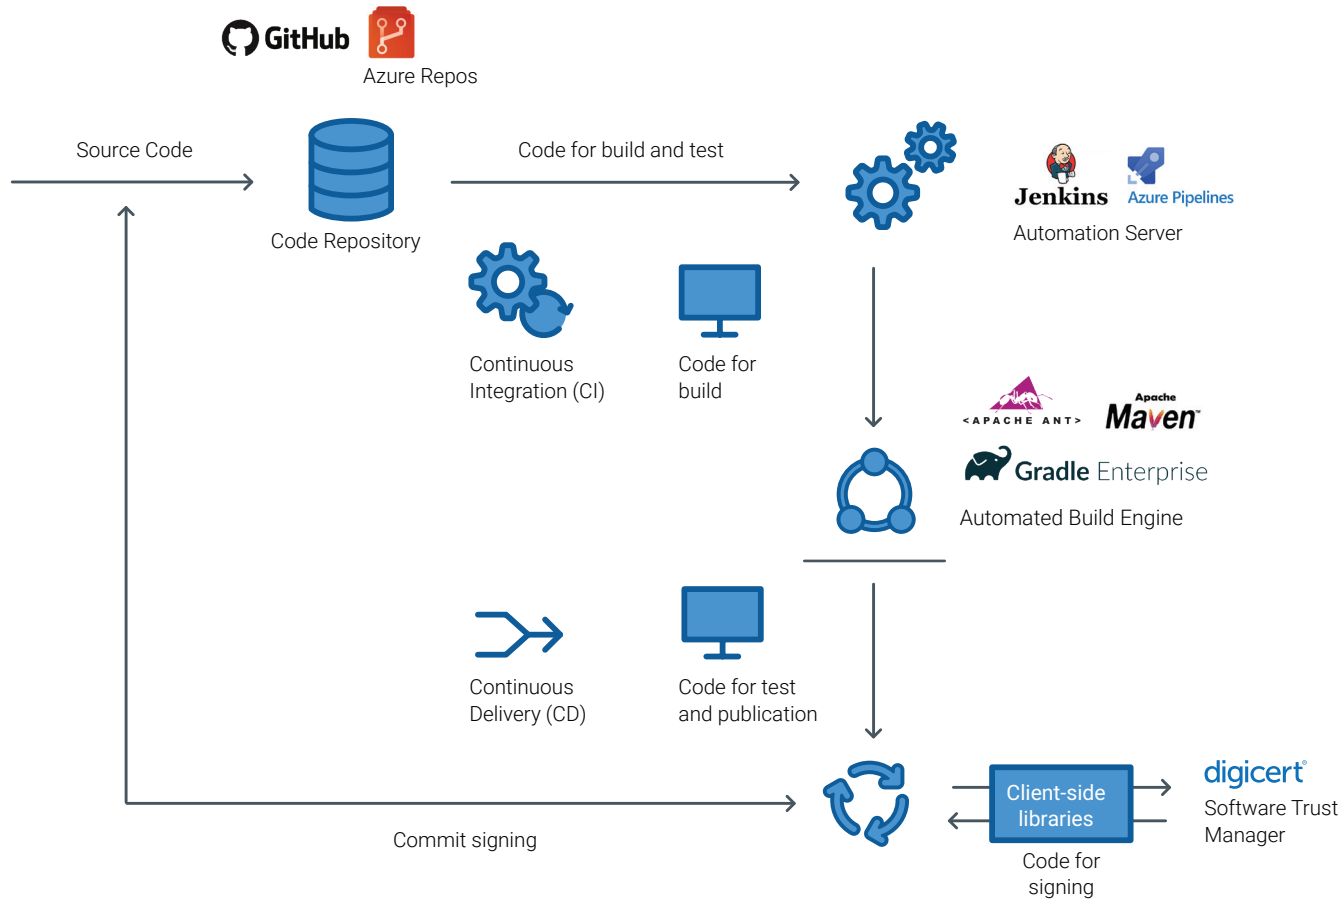 GitHub
Azure Repos
Source Code
Code for build and test
Code Repository
Jenkins
Azure Pipelines
Automation Server
Continuous
Integration (CI)
Code for
build
<APACHE ANT>
Apache
Maven™
Gradle Enterprise
Automated Build Engine
Continuous
Delivery (CD)
Code for test
and publication
Commit signing
Client-side
libraries
Code for
signing
digicert®
Software Trust
Manager